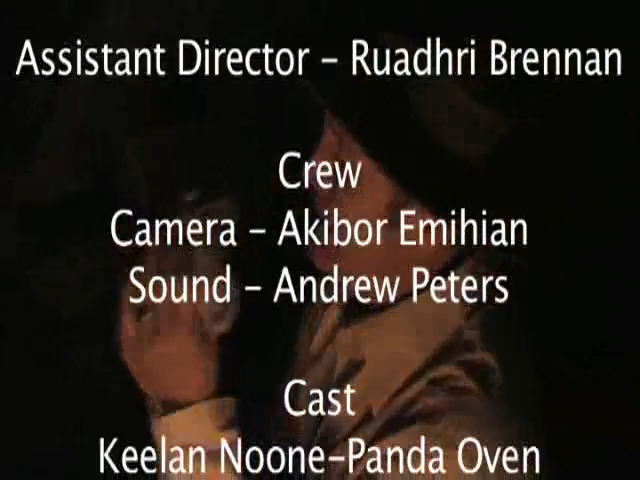 Assistant Director – Ruadhri Brennan
Crew
Camera – Akibor Emihian
Sound – Andrew Peters
Cast
Keelan Noone–Panda Oven